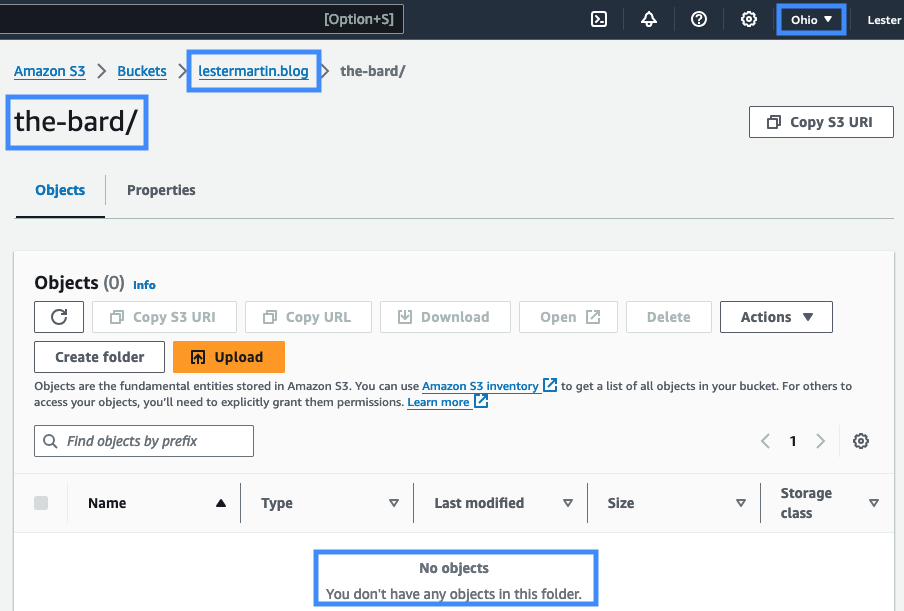 [Option+S]
Ohio ▼
Lester
Amazon S3 > Buckets > lestermartin.blog > the-bard/
the-bard/
Copy S3 URI
Objects
Properties
Objects (0) Info
Copy S3 URI
Copy URL
Download
Open
Delete
Actions ▼
Create folder
Upload
Objects are the fundamental entities stored in Amazon S3. You can use Amazon S3 inventory to get a list of all objects in your bucket. For others to
access your objects, you'll need to explicitly grant them permissions. Learn more
Find objects by prefix
< 1 >
Name
Type
Last modified
Size
Storage
class
No objects
You don't have any objects in this folder.